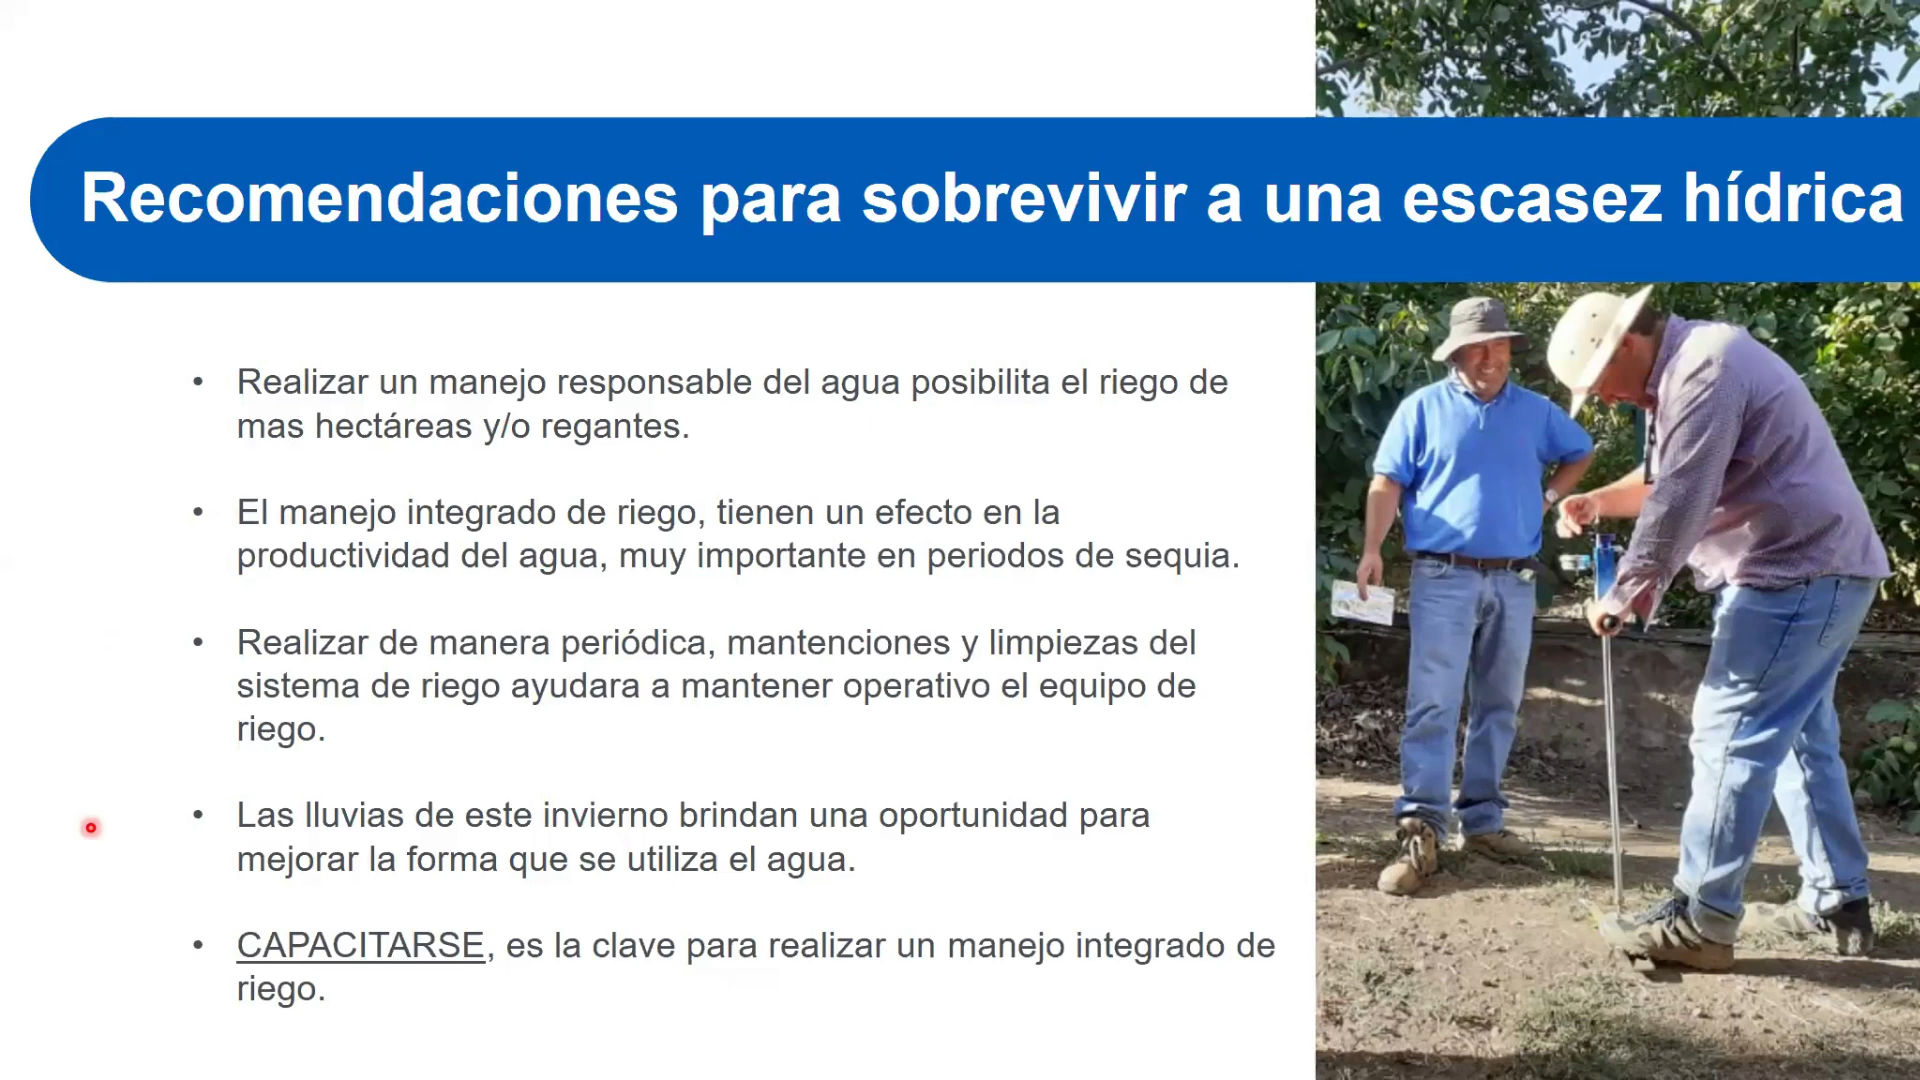 Recomendaciones para sobrevivir a una escasez hídrica
• Realizar un manejo responsable del agua posibilita el riego de
mas hectáreas y/o regantes.
• El manejo integrado de riego, tienen un efecto en la
productividad del agua, muy importante en periodos de sequia.
• Realizar de manera periódica, mantenciones y limpiezas del
sistema de riego ayudara a mantener operativo el equipo de
riego.
• Las lluvias de este invierno brindan una oportunidad para
mejorar la forma que se utiliza el agua.
• CAPACITARSE, es la clave para realizar un manejo integrado de
riego.